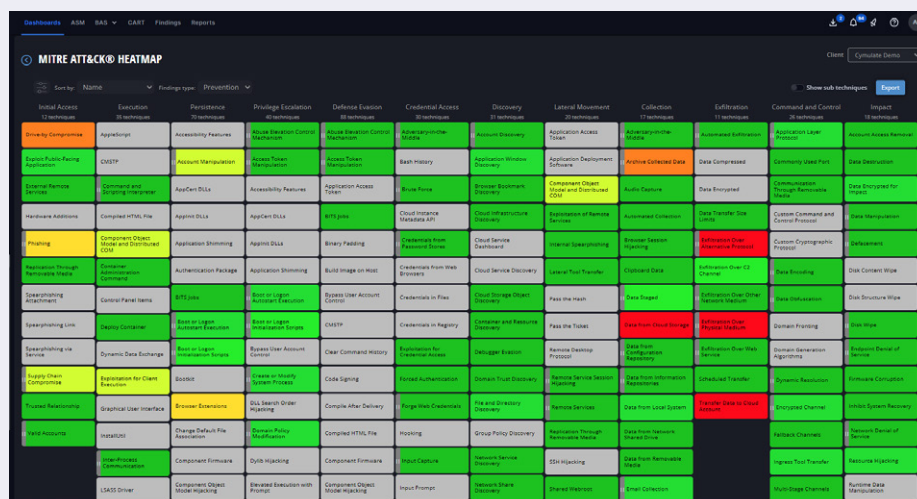 Dashboards ASM BAS CART Findings Reports
MITRE ATT&CK® HEATMAP
Client Cymulate Demo
Sort by: Name Findings type: Prevention
Show sub techniques Export
Initial Access Execution Persistence Privilege Escalation Defense Evasion Credential Access Discovery Lateral Movement Collection Exfiltration Command and Control Impact
12 techniques 35 techniques 70 techniques 40 techniques 88 techniques 30 techniques 31 techniques 20 techniques 17 techniques 11 techniques 26 techniques 18 techniques
Drive-by Compromise
AppleScript
Accessibility Features
Abuse Elevation Control
Mechanism
Abuse Elevation Control
Mechanism
Adversary-in-the-
Middle
Account Discovery
Application Access
Token
Adversary-in-the-
Middle
Automated Exfiltration
Application Layer
Protocol
Account Access Removal
Exploit Public-Facing
Application
CMSTP
Account Manipulation
Access Token
Manipulation
Access Token
Manipulation
Bash History
Application Window
Discovery
Application Deployment
Software
Archive Collected Data
Data Compressed
Commonly Used Port
Data Destruction
External Remote
Services
Command and
Scripting Interpreter
AppCert DLLs
Accessibility Features
Application Access
Token
Brute Force
Browser Bookmark
Discovery
Component Object
Model and Distributed
COM
Audio Capture
Data Encrypted
Communication
Through Removable
Media
Data Encrypted for
Impact
Hardware Additions
Compiled HTML File
AppInit DLLs
AppCert DLLs
BITS Jobs
Cloud Instance
Metadata API
Cloud Infrastructure
Discovery
Exploitation of Remote
Services
Automated Collection
Data Transfer Size
Limits
Custom Command and
Control Protocol
Data Manipulation
Phishing
Component Object
Model and Distributed
COM
Application Shimming
AppInit DLLs
Binary Padding
Credentials from
Password Stores
Cloud Service
Dashboard
Internal Spearphishing
Browser Session
Hijacking
Exfiltration Over
Alternative Protocol
Custom Cryptographic
Protocol
Defacement
Replication Through
Removable Media
Container
Administration
Command
Authentication Package
Application Shimming
Build Image on Host
Credentials from Web
Browsers
Cloud Service Discovery
Lateral Tool Transfer
Clipboard Data
Exfiltration Over C2
Channel
Data Encoding
Disk Content Wipe
Spearphishing
Attachment
Control Panel Items
BITS Jobs
Boot or Logon
Autostart Execution
Bypass User Account
Control
Credentials in Files
Cloud Storage Object
Discovery
Pass the Hash
Data Staged
Exfiltration Over Other
Network Medium
Data Obfuscation
Disk Structure Wipe
Spearphishing Link
Deploy Container
Boot or Logon
Autostart Execution
Boot or Logon
Initialization Scripts
CMSTP
Credentials in Registry
Container and Resource
Discovery
Pass the Ticket
Data from Cloud Storage
Exfiltration Over
Physical Medium
Domain Fronting
Disk Wipe
Spearphishing via
Service
Dynamic Data Exchange
Boot or Logon
Initialization Scripts
Bypass User Account
Control
Clear Command History
Exploitation for
Credential Access
Debugger Evasion
Remote Desktop
Protocol
Data from
Configuration
Repository
Exfiltration Over Web
Service
Domain Generation
Algorithms
Endpoint Denial of
Service
Supply Chain
Compromise
Exploitation for Client
Execution
Bootkit
Create or Modify
System Process
Code Signing
Forced Authentication
Domain Trust Discovery
Remote Service Session
Hijacking
Data from Information
Repositories
Scheduled Transfer
Dynamic Resolution
Firmware Corruption
Trusted Relationship
Graphical User Interface
Browser Extensions
DLL Search Order
Hijacking
Compile After Delivery
Forge Web Credentials
File and Directory
Discovery
Remote Services
Data from Local System
Transfer Data to Cloud
Account
Encrypted Channel
Inhibit System Recovery
Valid Accounts
InstallUtil
Change Default File
Association
Domain Policy
Modification
Compiled HTML File
Hooking
Group Policy Discovery
Replication Through
Removable Media
Data from Network
Shared Drive
Fallback Channels
Network Denial of
Service
Inter-Process
Communication
Component Firmware
Dylib Hijacking
Component Firmware
Input Capture
Network Service
Discovery
SSH Hijacking
Data from Removable
Media
Ingress Tool Transfer
Resource Hijacking
LSASS Driver
Component Object
Model Hijacking
Elevated Execution with
Prompt
Component Object
Model Hijacking
Input Prompt
Network Share
Discovery
Shared Webroot
Email Collection
Multi-Stage Channels
Runtime Data
Manipulation